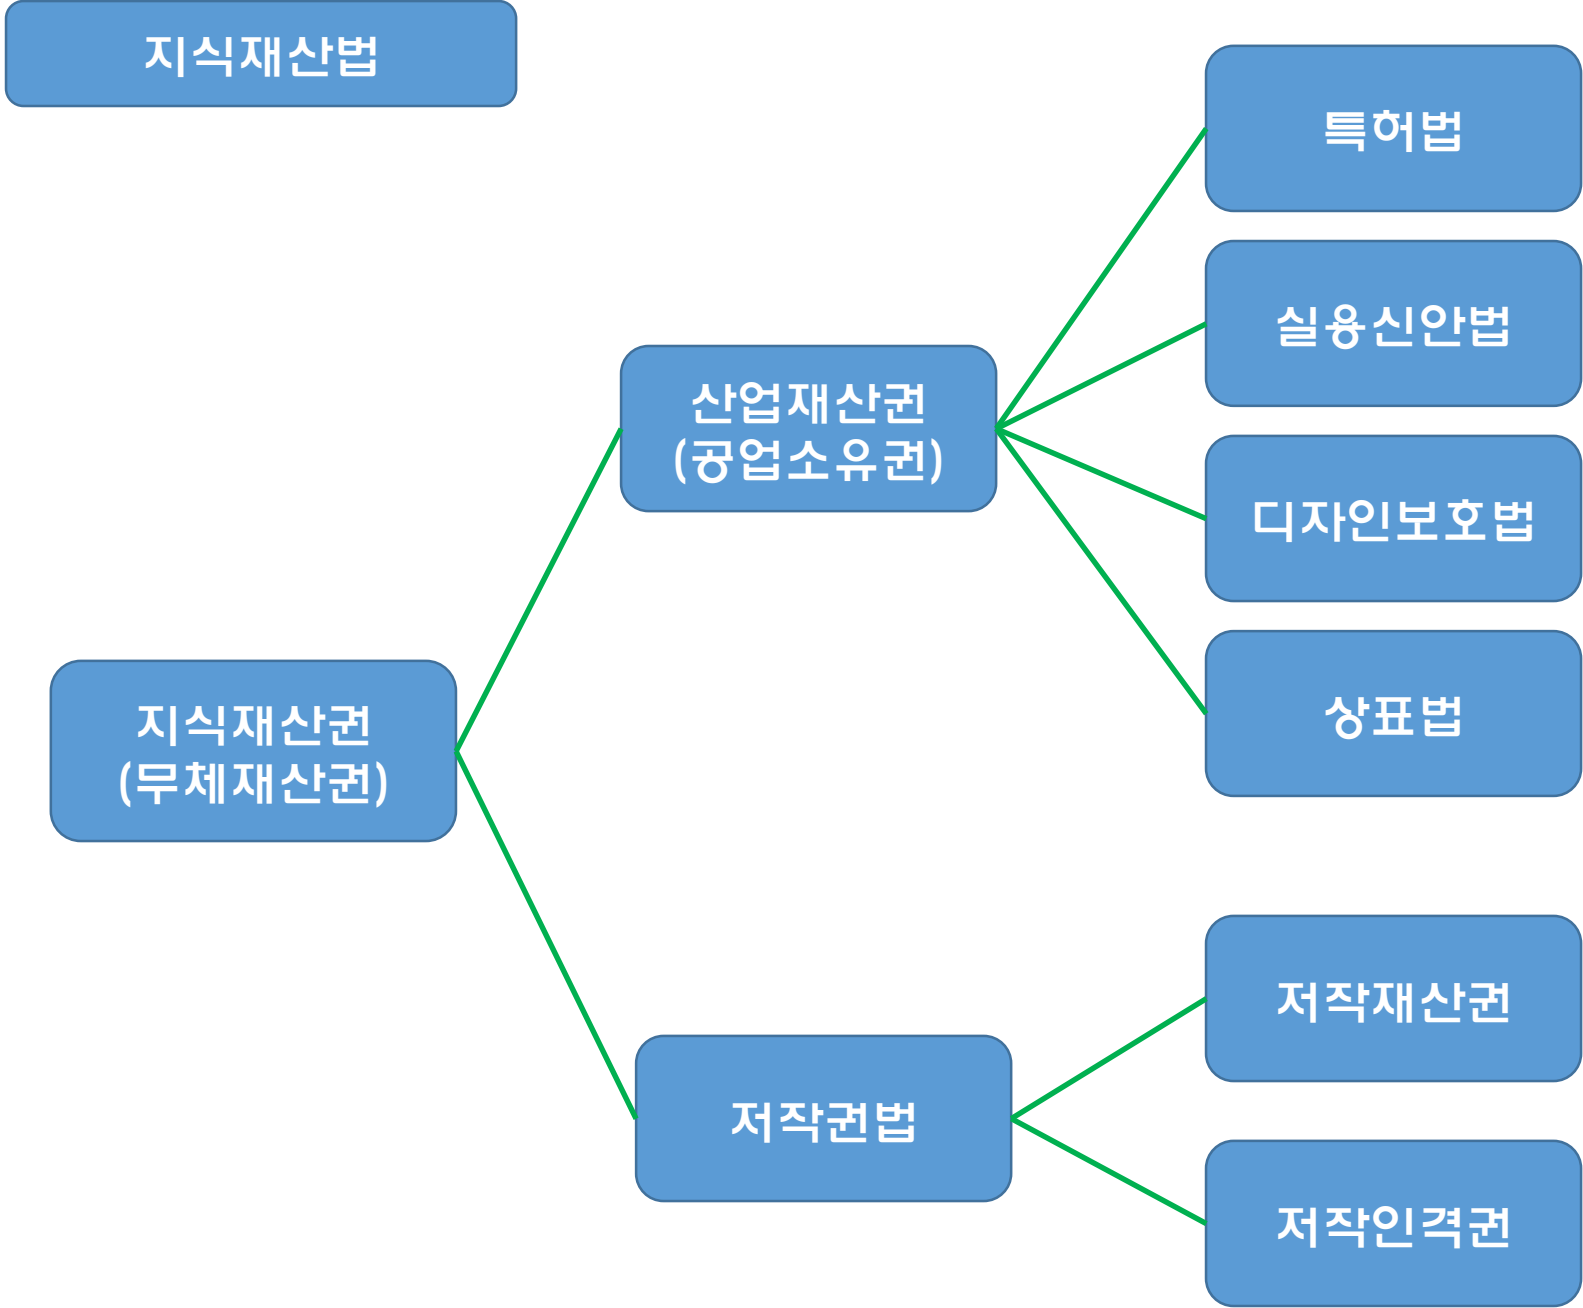 지식재산법
지식재산권
(무체재산권)
산업재산권
(공업소유권)
특허법
실용신안법
디자인보호법
상표법
저작권법
저작재산권
저작인격권